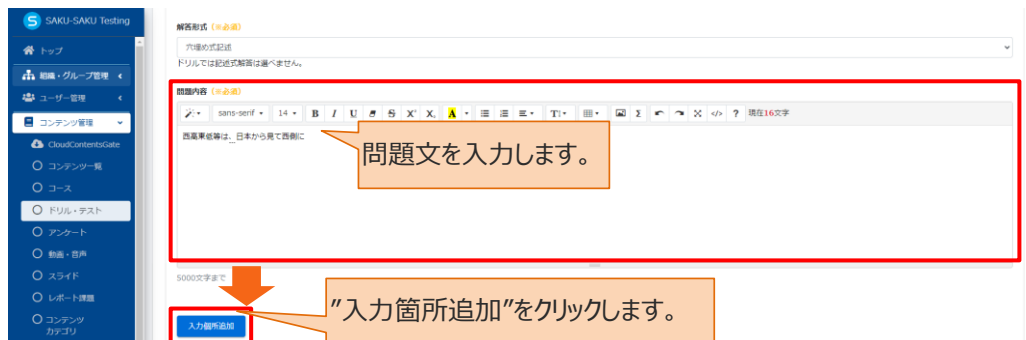 SAKU-SAKU Testing
トップ
組織・グループ管理
ユーザー管理
コンテンツ管理
CloudContentsGate
コンテンツ一覧
コース
ドリル・テスト
アンケート
動画・音声
スライド
レポート課題
コンテンツ
カテゴリ
解答形式 (※必須)
穴埋め式記述
ドリルでは記述式解答は選べません。
問題内容 (※必須)
sans-serif 14 B I U S X² X₂ A T Σ </> ? 現在16文字
西高東低等は、日本から見て西側に
問題文を入力します。
5000文字まで
"入力箇所追加"をクリックします。
入力箇所追加